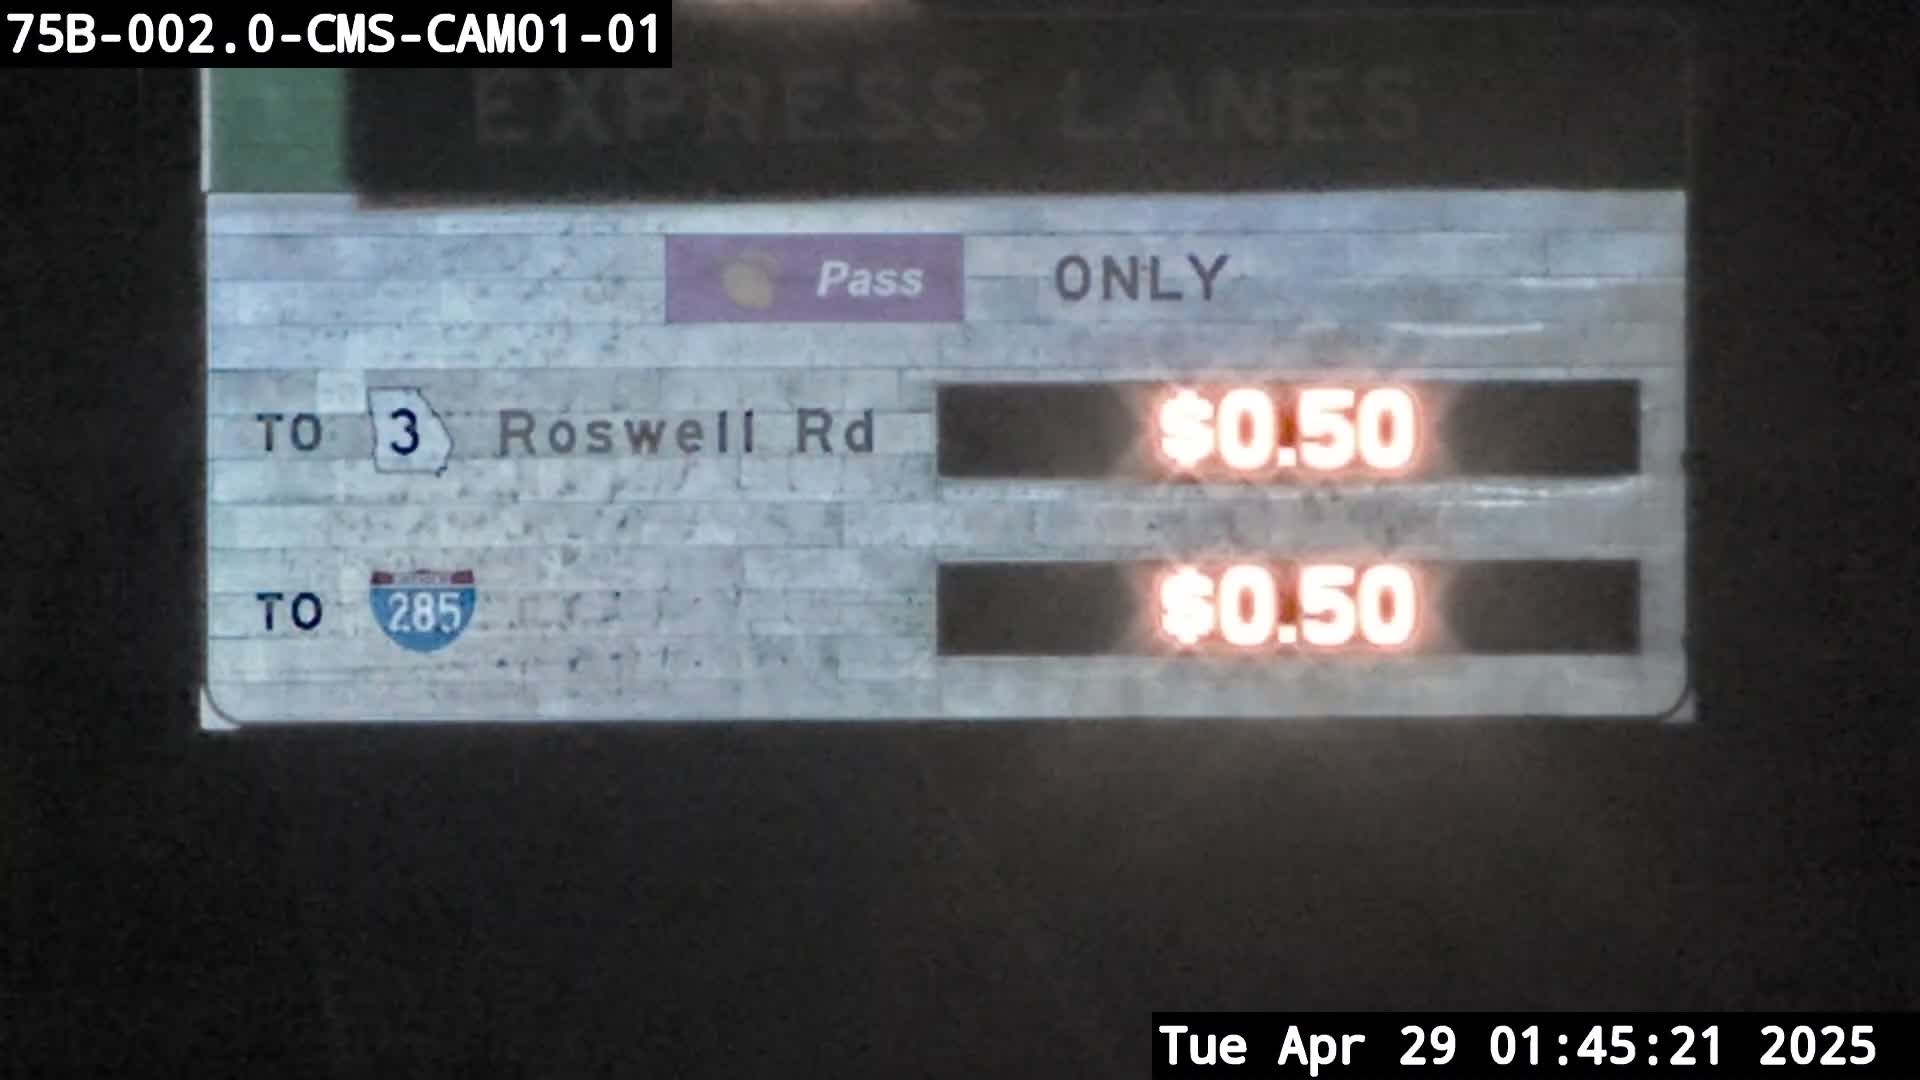 75B-002.0-CMS-CAM01-01
EXPRESS LANES
Pass ONLY
TO 3 Roswell Rd $0.50
TO 285 $0.50
Tue Apr 29 01:45:21 2025